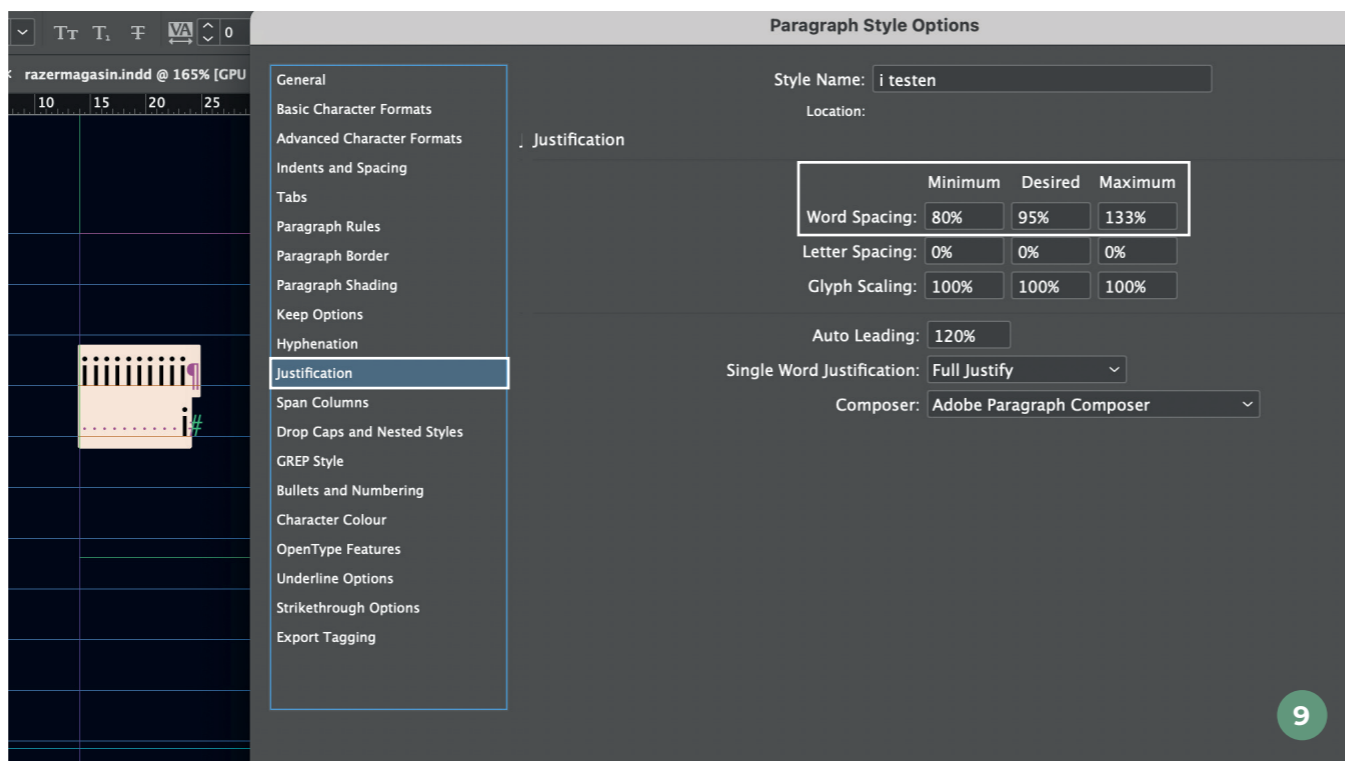 Paragraph Style Options
TT T1 T VA 0
razermagasin.indd @ 165% [GPU
10 15 20 25
General
Basic Character Formats
Advanced Character Formats
Indents and Spacing
Tabs
Paragraph Rules
Paragraph Border
Paragraph Shading
Keep Options
Hyphenation
Justification
Span Columns
Drop Caps and Nested Styles
GREP Style
Bullets and Numbering
Character Colour
OpenType Features
Underline Options
Strikethrough Options
Export Tagging
Style Name: i testen
Location:
Justification
Minimum Desired Maximum
Word Spacing: 80% 95% 133%
Letter Spacing: 0% 0% 0%
Glyph Scaling: 100% 100% 100%
Auto Leading: 120%
Single Word Justification: Full Justify
Composer: Adobe Paragraph Composer
iiiiiiiiii¶
..........i#
9